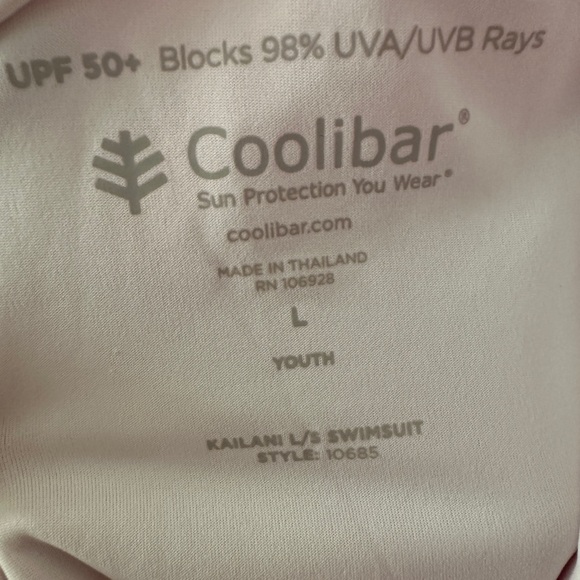 UPF 50+ Blocks 98% UVA/UVB Rays
Coolibar®
Sun Protection You Wear®
coolibar.com
MADE IN THAILAND
RN 106928
L
YOUTH
KAILANI L/S SWIMSUIT
STYLE: 10685